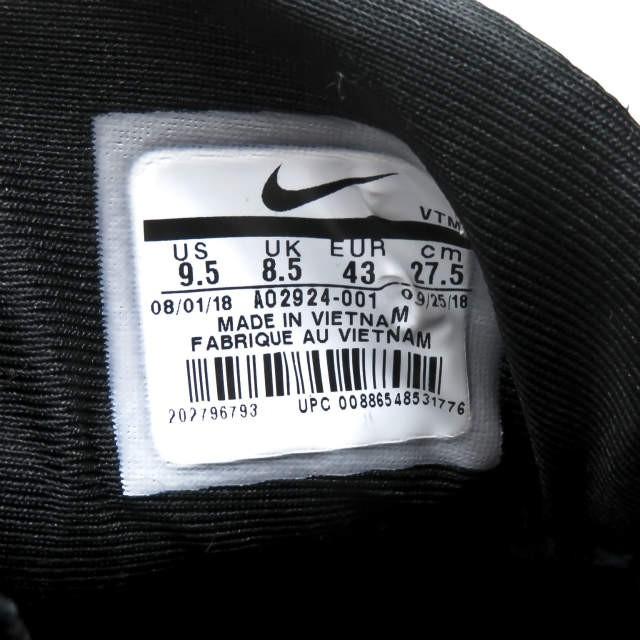 VTM
US UK EUR cm
9.5 8.5 43 27.5
08/01/18 AO2924-001 09/25/18
MADE IN VIETNAM
FABRIQUE AU VIETNAM
202796793 UPC 00886548531776